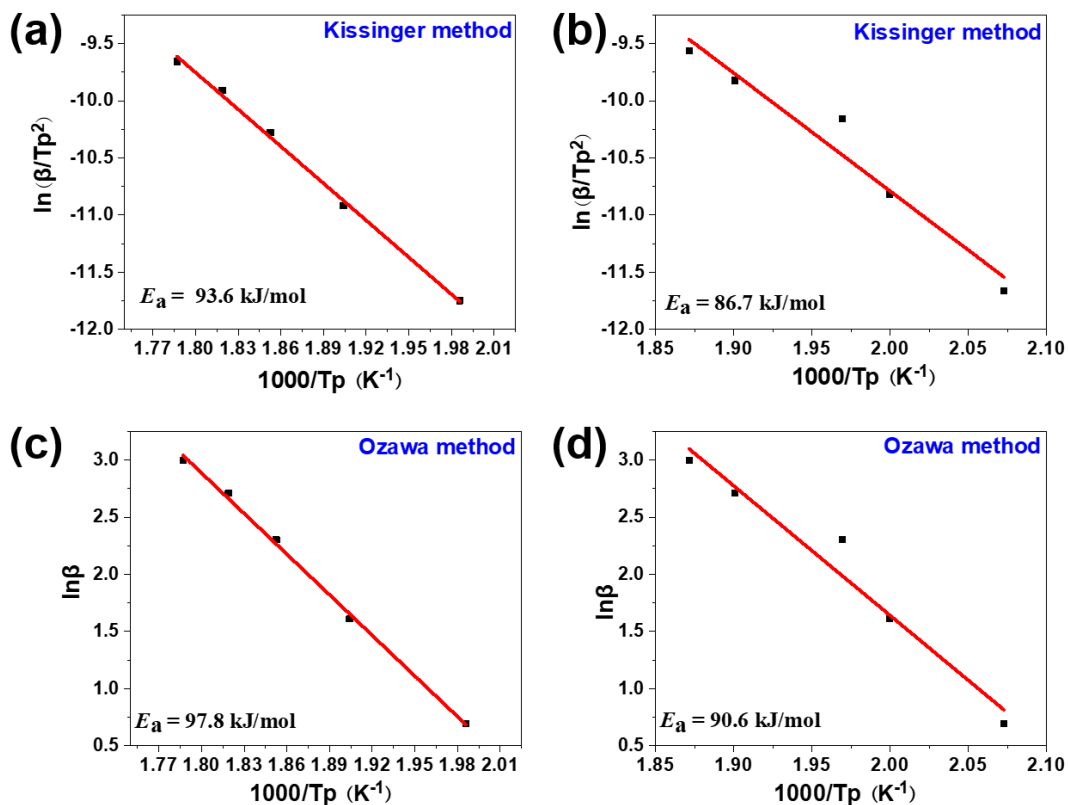 (a)
Kissinger method
ln (β/Tp²)
-9.5
-10.0
-10.5
-11.0
-11.5
-12.0
Eₐ = 93.6 kJ/mol
1.77 1.80 1.83 1.86 1.89 1.92 1.95 1.98 2.01
1000/Tp (K⁻¹)
(b)
Kissinger method
ln (β/Tp²)
-9.5
-10.0
-10.5
-11.0
-11.5
-12.0
Eₐ = 86.7 kJ/mol
1.85 1.90 1.95 2.00 2.05 2.10
1000/Tp (K⁻¹)
(c)
Ozawa method
lnβ
3.0
2.5
2.0
1.5
1.0
0.5
Eₐ = 97.8 kJ/mol
1.77 1.80 1.83 1.86 1.89 1.92 1.95 1.98 2.01
1000/Tp (K⁻¹)
(d)
Ozawa method
lnβ
3.0
2.5
2.0
1.5
1.0
0.5
Eₐ = 90.6 kJ/mol
1.85 1.90 1.95 2.00 2.05 2.10
1000/Tp (K⁻¹)